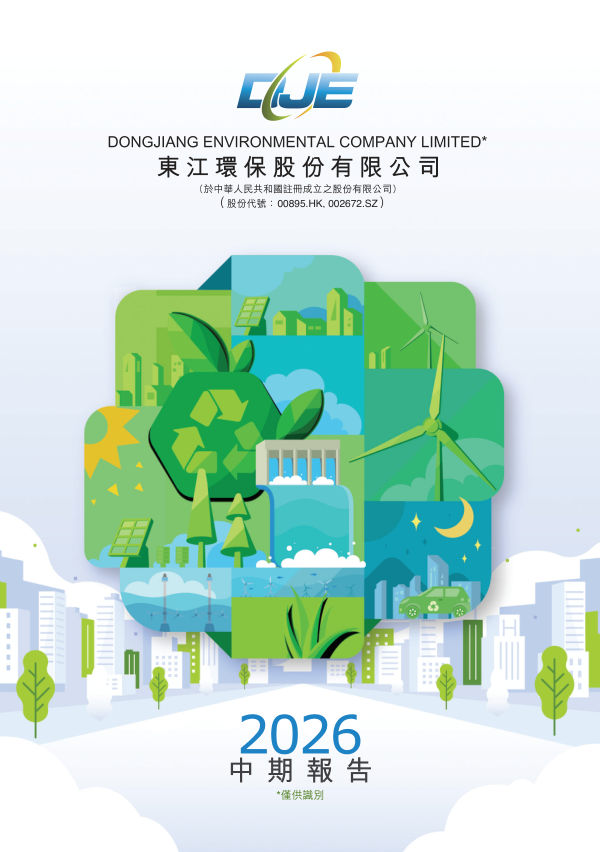 DJE
DONGJIANG ENVIRONMENTAL COMPANY LIMITED*
東江環保股份有限公司
（於中華人民共和國註冊成立之股份有限公司）
（股份代號：00895.HK, 002672.SZ）
2026
中期報告
*僅供識別